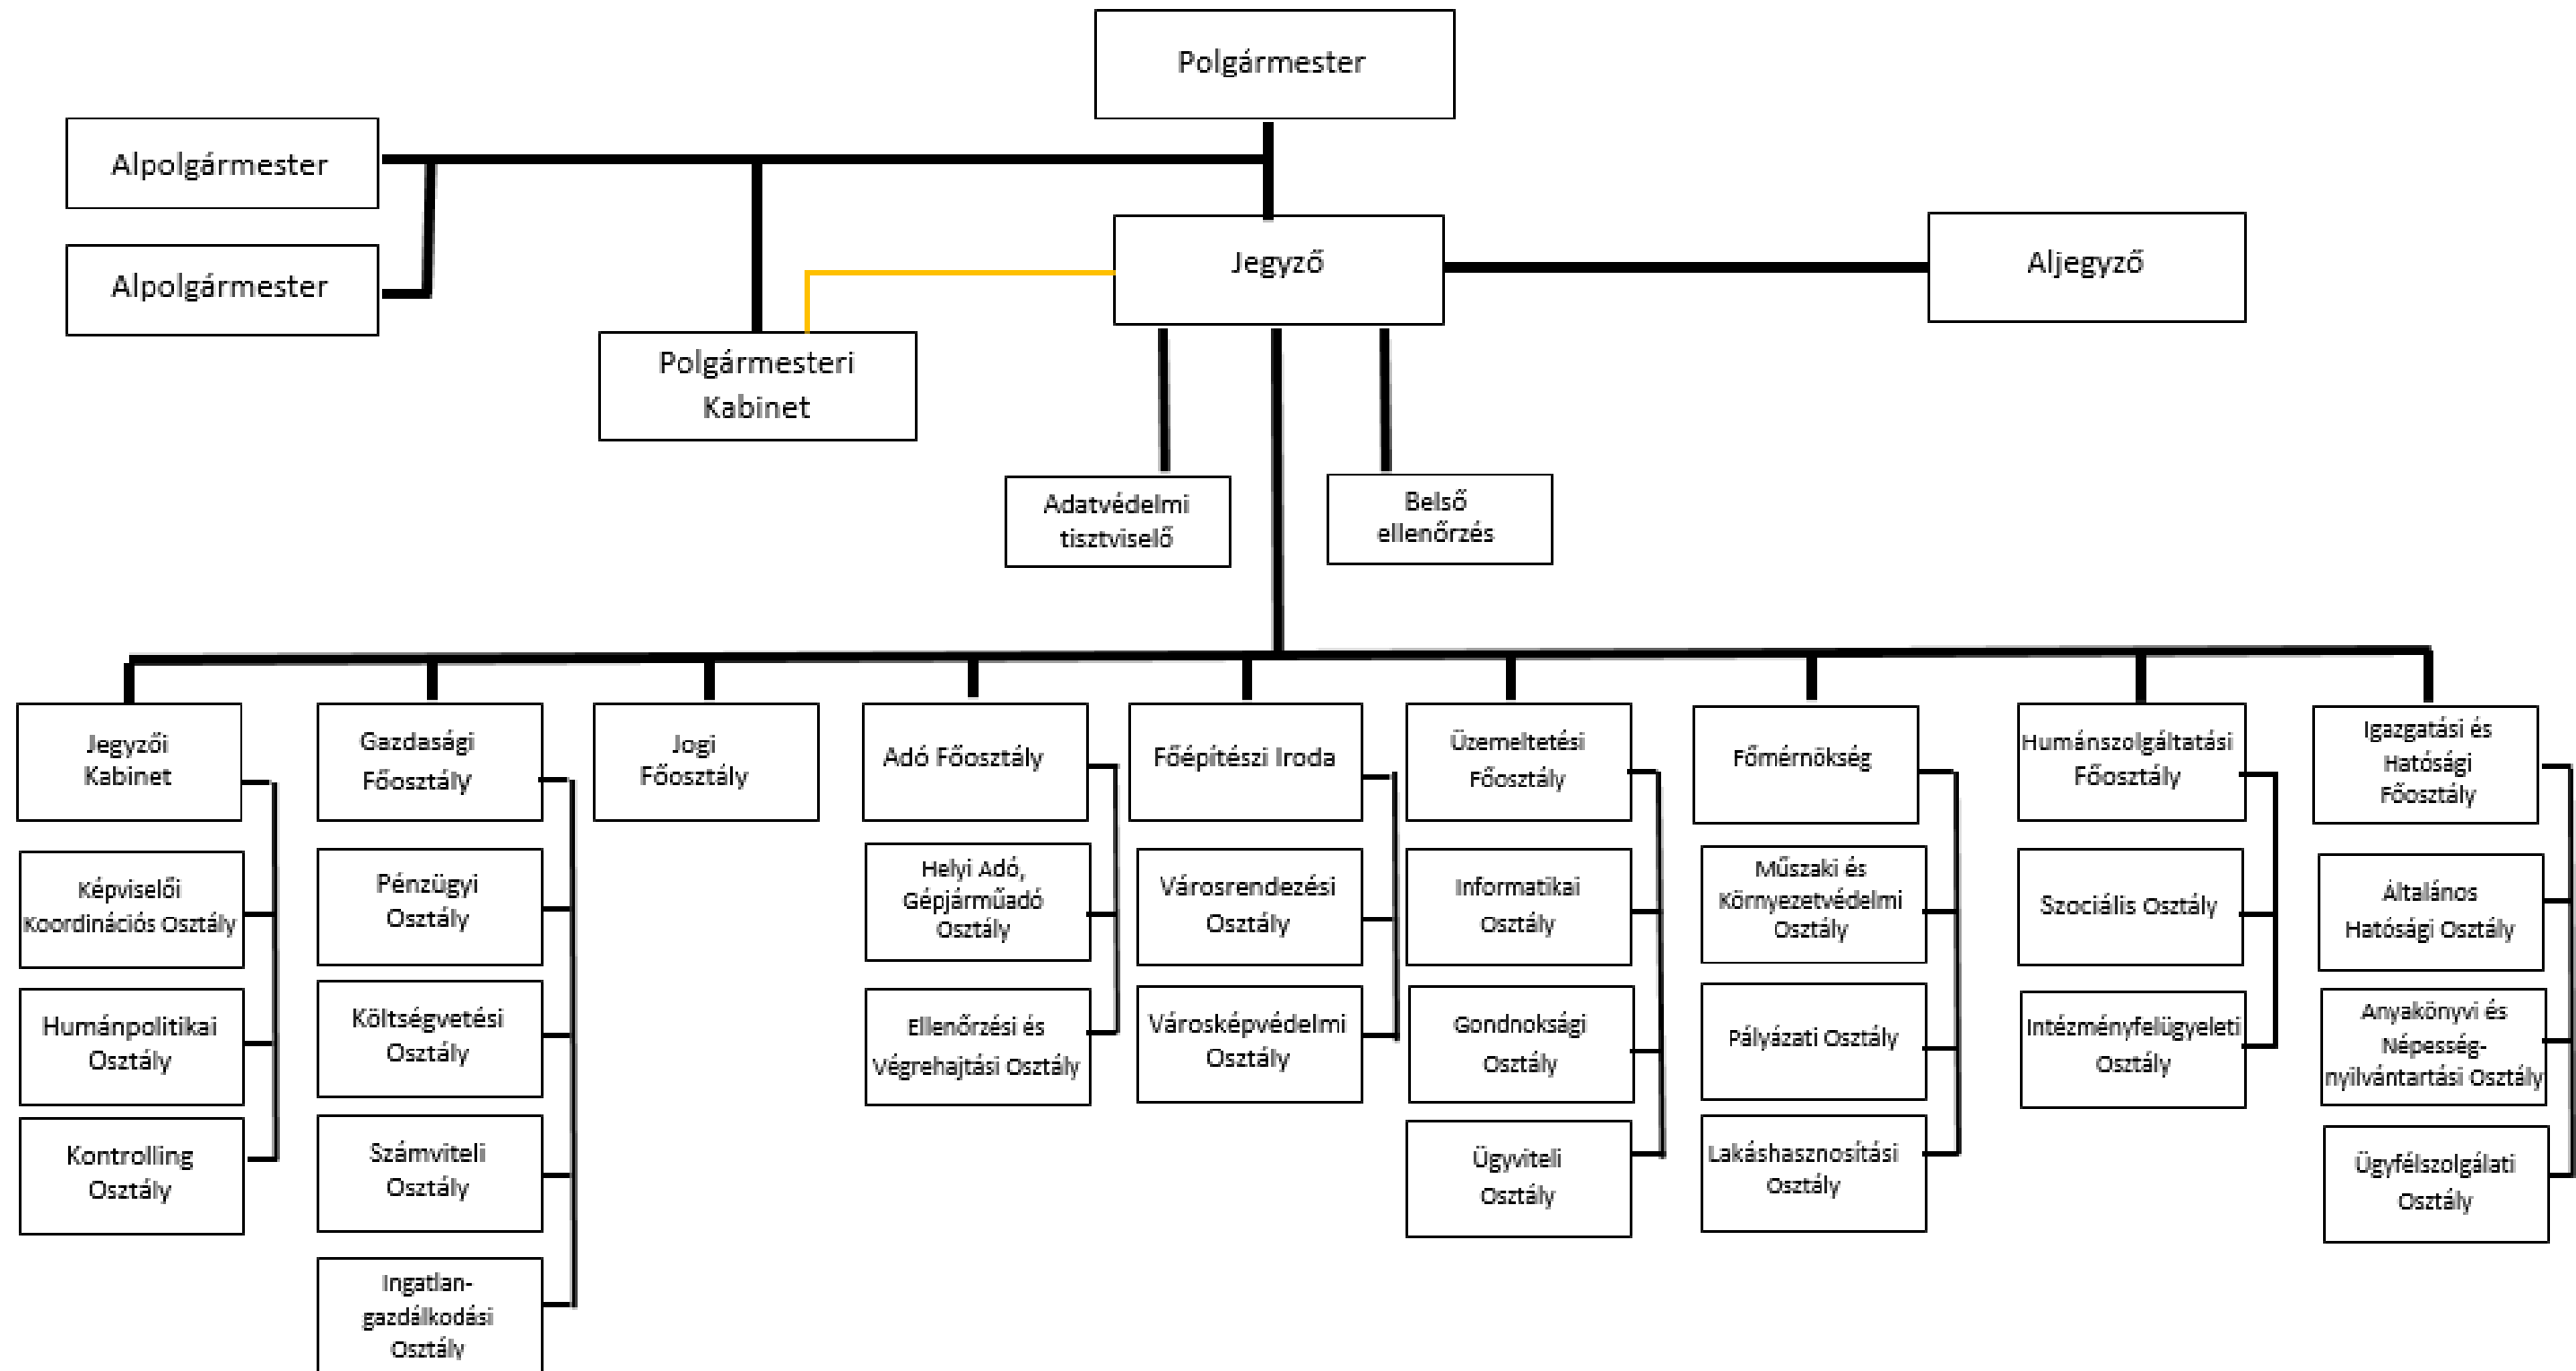 Polgármester
Alpolgármester
Alpolgármester
Jegyző
Aljegyző
Polgármesteri
Kabinet
Adatvédelmi
tisztviselő
Belső
ellenőrzés
Jegyzői
Kabinet
Képviselői
Koordinációs Osztály
Humánpolitikai
Osztály
Kontrolling
Osztály
Gazdasági
Főosztály
Pénzügyi
Osztály
Költségvetési
Osztály
Számviteli
Osztály
Ingatlan-
gazdálkodási
Osztály
Jogi
Főosztály
Adó Főosztály
Helyi Adó,
Gépjárműadó
Osztály
Ellenőrzési és
Végrehajtási Osztály
Főépítészi Iroda
Városrendezési
Osztály
Városképvédelmi
Osztály
Üzemeltetési
Főosztály
Informatikai
Osztály
Gondnoksági
Osztály
Ügyviteli
Osztály
Főmérnökség
Műszaki és
Környezetvédelmi
Osztály
Pályázati Osztály
Lakáshasznosítási
Osztály
Humánszolgáltatási
Főosztály
Szociális Osztály
Intézményfelügyeleti
Osztály
Igazgatási és
Hatósági
Főosztály
Általános
Hatósági Osztály
Anyakönyvi és
Népesség-
nyilvántartási Osztály
Ügyfélszolgálati
Osztály